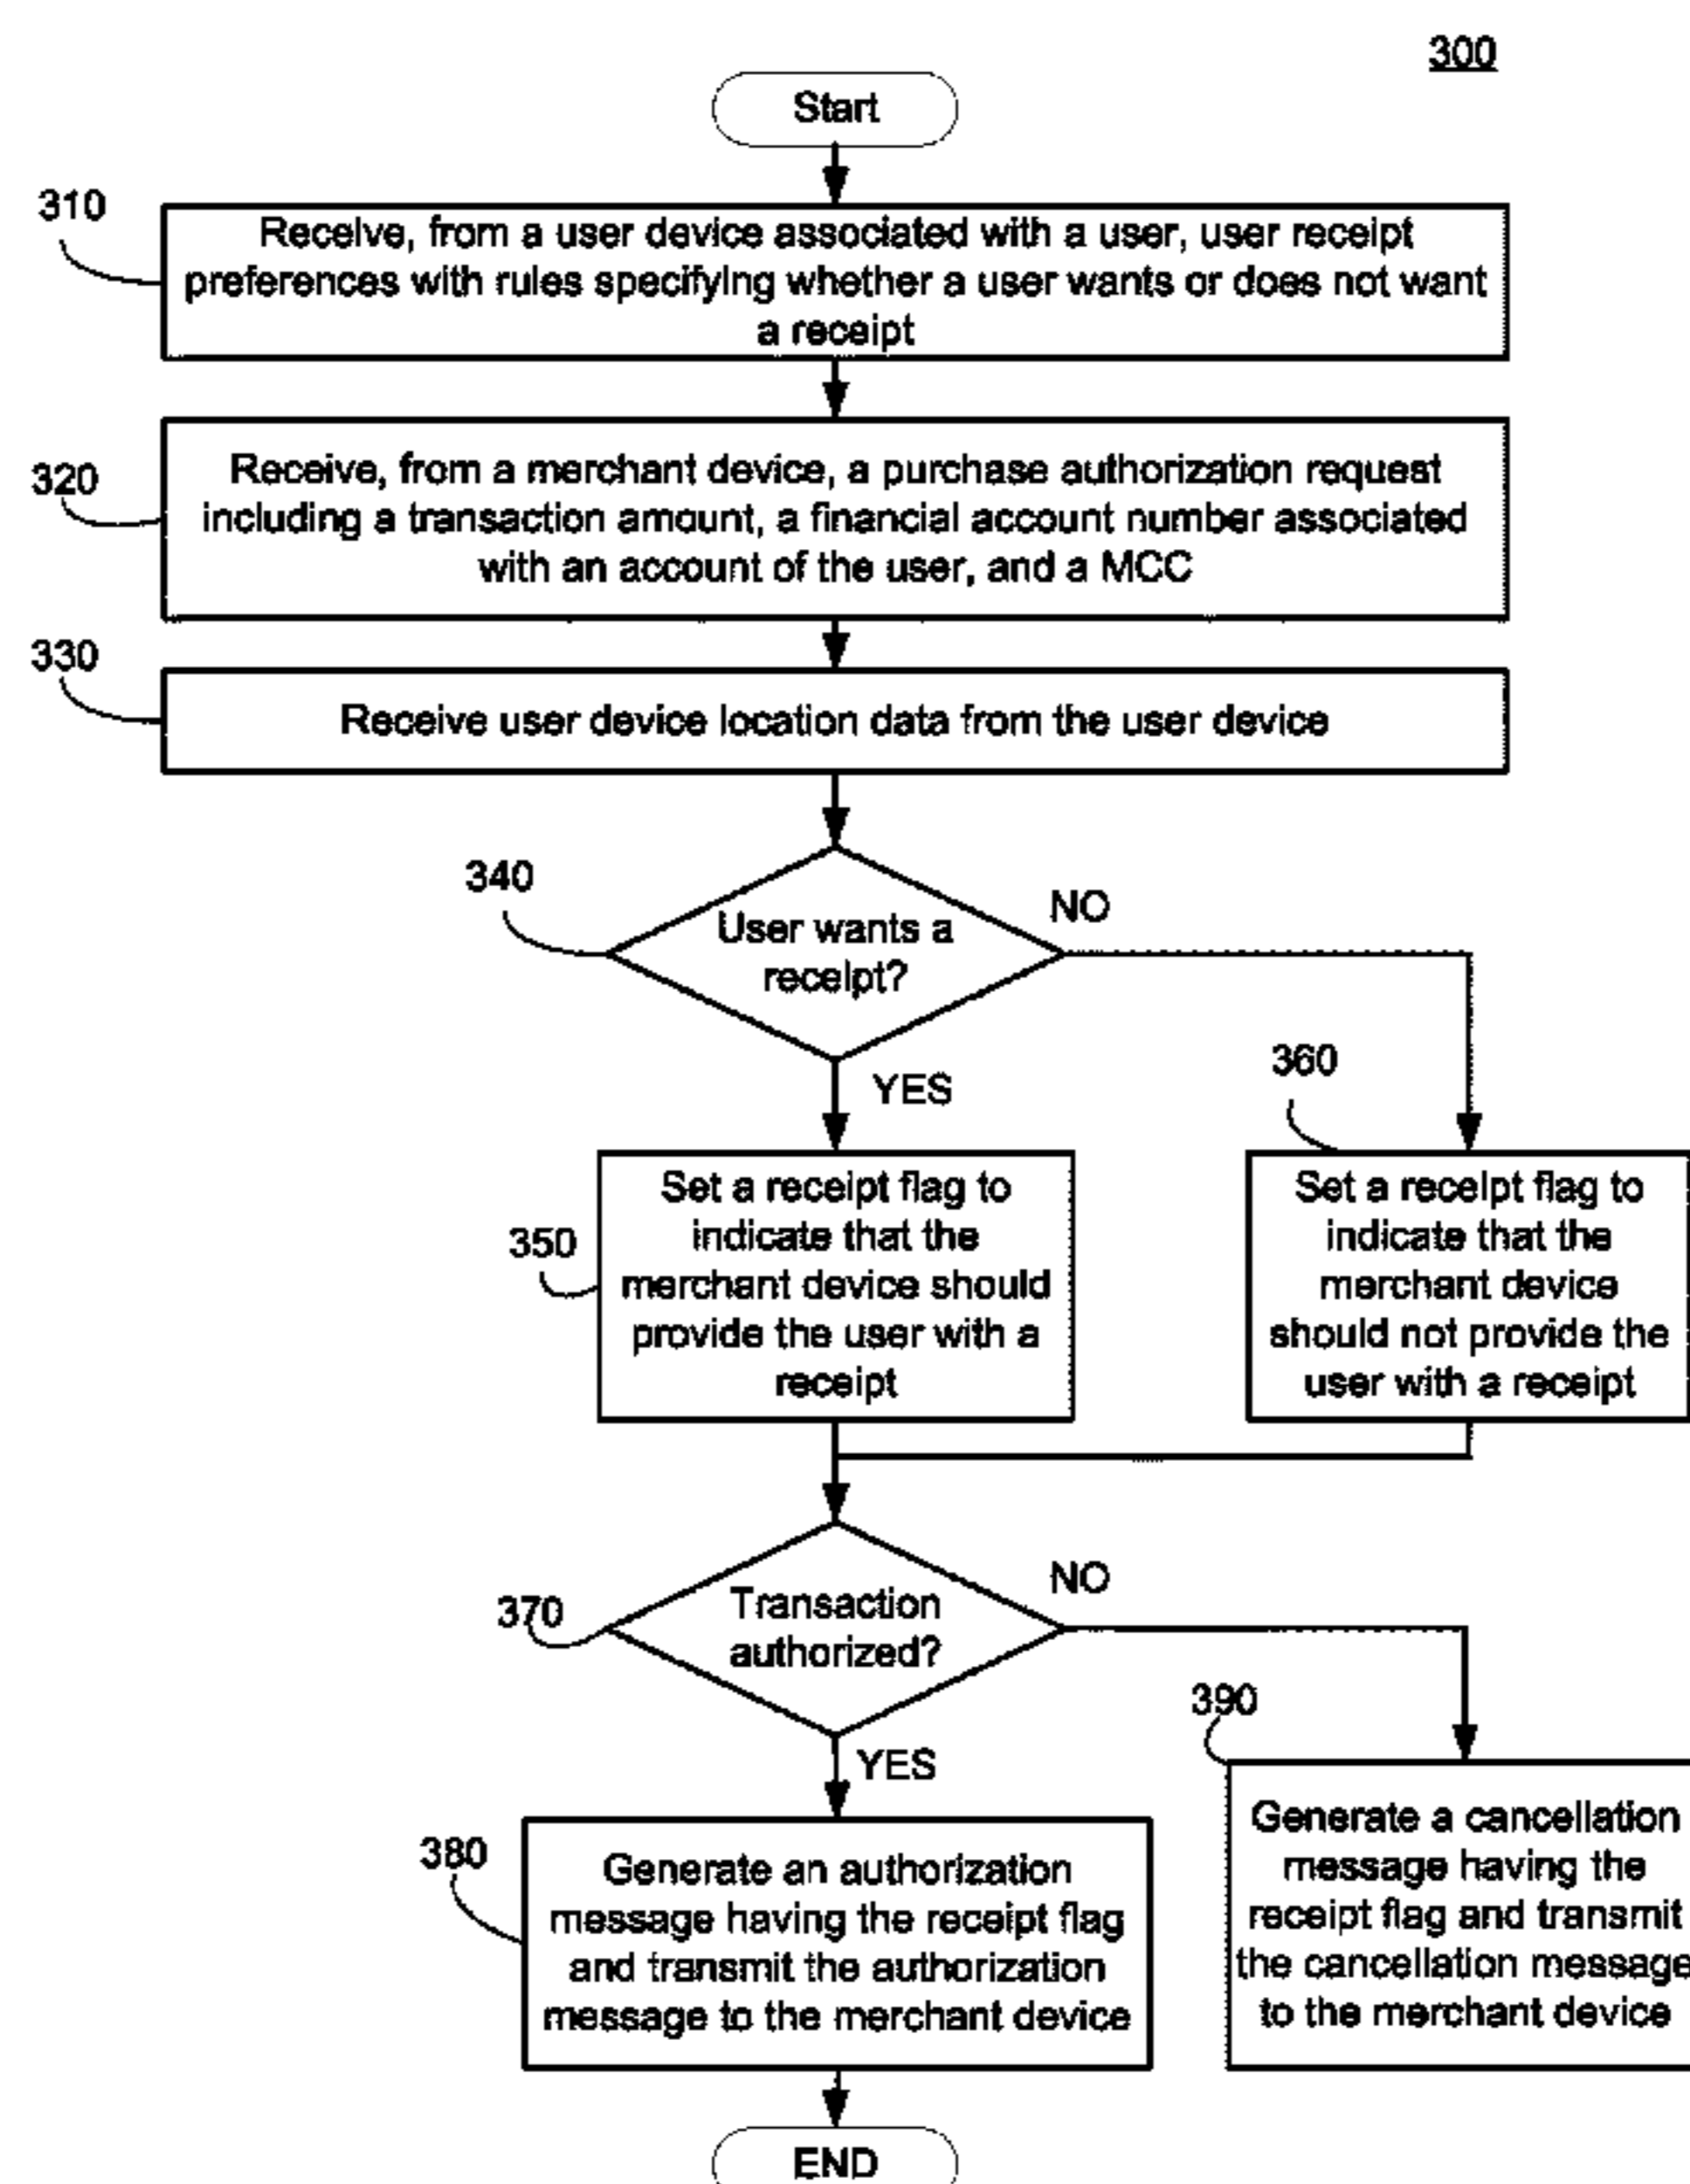 300
Start
310
Receive, from a user device associated with a user, user receipt
preferences with rules specifying whether a user wants or does not want
a receipt
320
Receive, from a merchant device, a purchase authorization request
including a transaction amount, a financial account number associated
with an account of the user, and a MCC
330
Receive user device location data from the user device
340
User wants a
receipt?
NO
YES
350
Set a receipt flag to
indicate that the
merchant device should
provide the user with a
receipt
360
Set a receipt flag to
indicate that the
merchant device
should not provide the
user with a receipt
370
Transaction
authorized?
NO
YES
380
Generate an authorization
message having the receipt flag
and transmit the authorization
message to the merchant device
390
Generate a cancellation
message having the
receipt flag and transmit
the cancellation message
to the merchant device
END